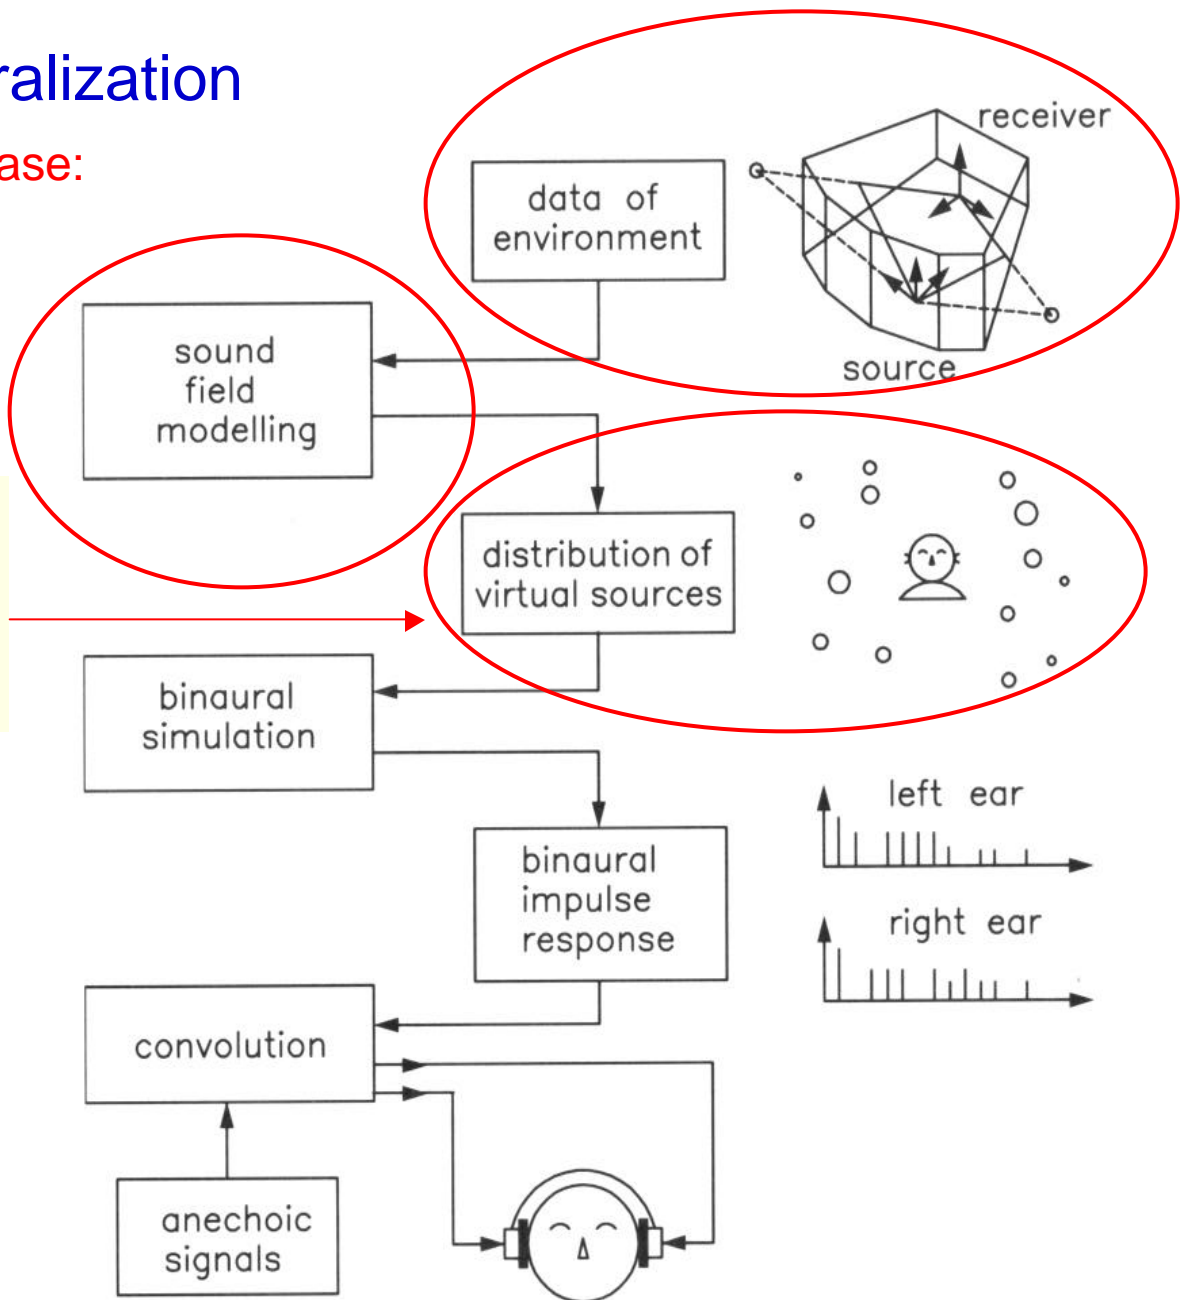 ralization
ase:
receiver
data of
environment
sound
field
modelling
source
distribution of
virtual sources
binaural
simulation
left ear
binaural
impulse
response
right ear
convolution
anechoic
signals